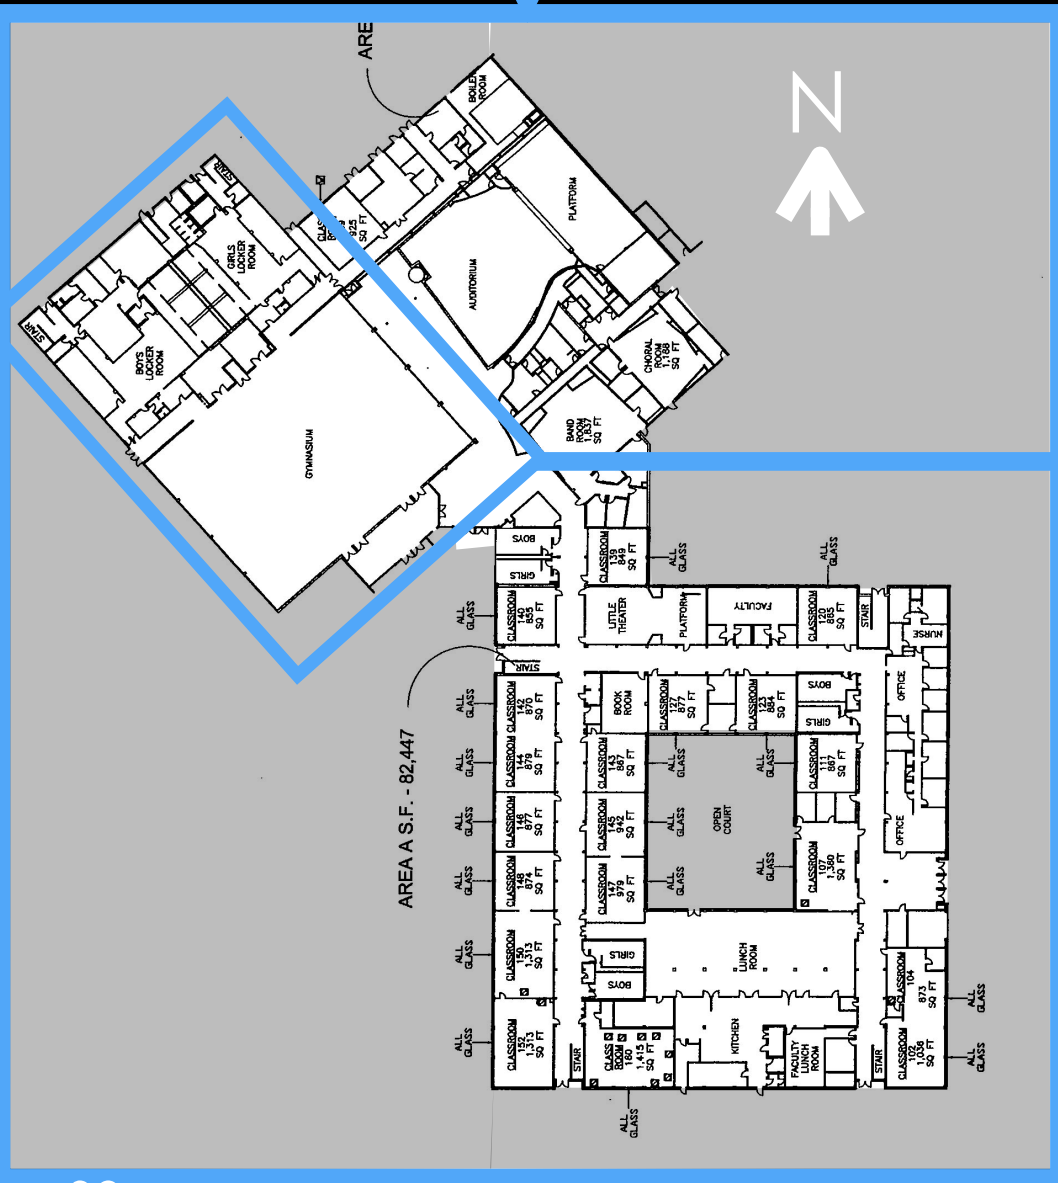 ARE
N
BOILER
ROOM
STAIR
CLASS
925
SQ FT
PLATFORM
GIRLS
LOCKER
ROOM
AUDITORIUM
STAIR
BOYS
LOCKER
ROOM
CHORAL
ROOM
1,188
SQ FT
GYMNASIUM
BAND
ROOM
1,837
SQ FT
BOYS
GIRLS
CLASSROOM
139
849
SQ FT
ALL
GLASS
ALL
GLASS
ALL
GLASS
CLASSROOM
140
855
SQ FT
LITTLE
THEATER
PLATFORM
FACULTY
CLASSROOM
120
885
SQ FT
STAIR
NURSE
STAIR
ALL
GLASS
CLASSROOM
142
870
SQ FT
BOOK
ROOM
CLASSROOM
127
877
SQ FT
CLASSROOM
123
884
SQ FT
BOYS
GIRLS
OFFICE
AREA A S.F. - 82,447
ALL
GLASS
CLASSROOM
144
879
SQ FT
CLASSROOM
143
867
SQ FT
ALL
GLASS
ALL
GLASS
CLASSROOM
111
867
SQ FT
ALL
GLASS
CLASSROOM
146
877
SQ FT
CLASSROOM
145
942
SQ FT
ALL
GLASS
OPEN
COURT
OFFICE
ALL
GLASS
CLASSROOM
148
874
SQ FT
CLASSROOM
147
979
SQ FT
ALL
GLASS
ALL
GLASS
CLASSROOM
107
1,360
SQ FT
ALL
GLASS
CLASSROOM
150
1,313
SQ FT
GIRLS
BOYS
LUNCH
ROOM
CLASSROOM
104
873
SQ FT
ALL
GLASS
ALL
GLASS
CLASSROOM
152
1,313
SQ FT
STAIR
CLASS
ROOM
160
1,415
SQ FT
KITCHEN
FACULTY
LUNCH
ROOM
STAIR
CLASSROOM
102
1,038
SQ FT
ALL
GLASS
ALL
GLASS